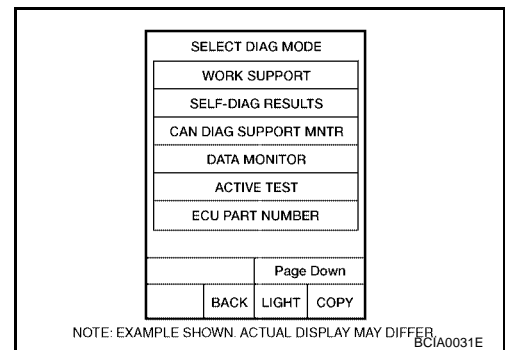 SELECT DIAG MODE
WORK SUPPORT
SELF-DIAG RESULTS
CAN DIAG SUPPORT MNTR
DATA MONITOR
ACTIVE TEST
ECU PART NUMBER
Page Down
BACK LIGHT COPY
NOTE: EXAMPLE SHOWN. ACTUAL DISPLAY MAY DIFFER.
BCIA0031E